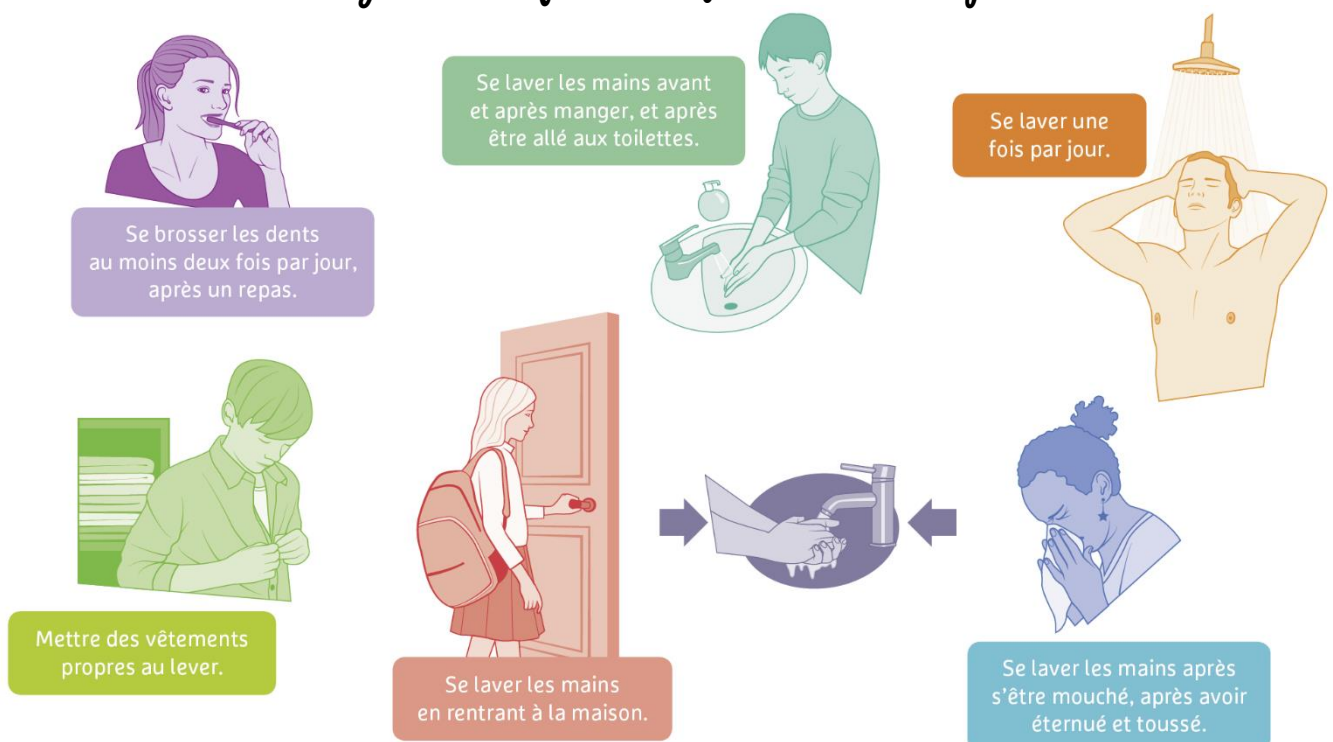 Se laver les mains avant
et après manger, et après
être allé aux toilettes.
Se laver une
fois par jour.
Se brosser les dents
au moins deux fois par jour,
après un repas.
Mettre des vêtements
propres au lever.
Se laver les mains
en rentrant à la maison.
Se laver les mains après
s'être mouché, après avoir
éternué et toussé.